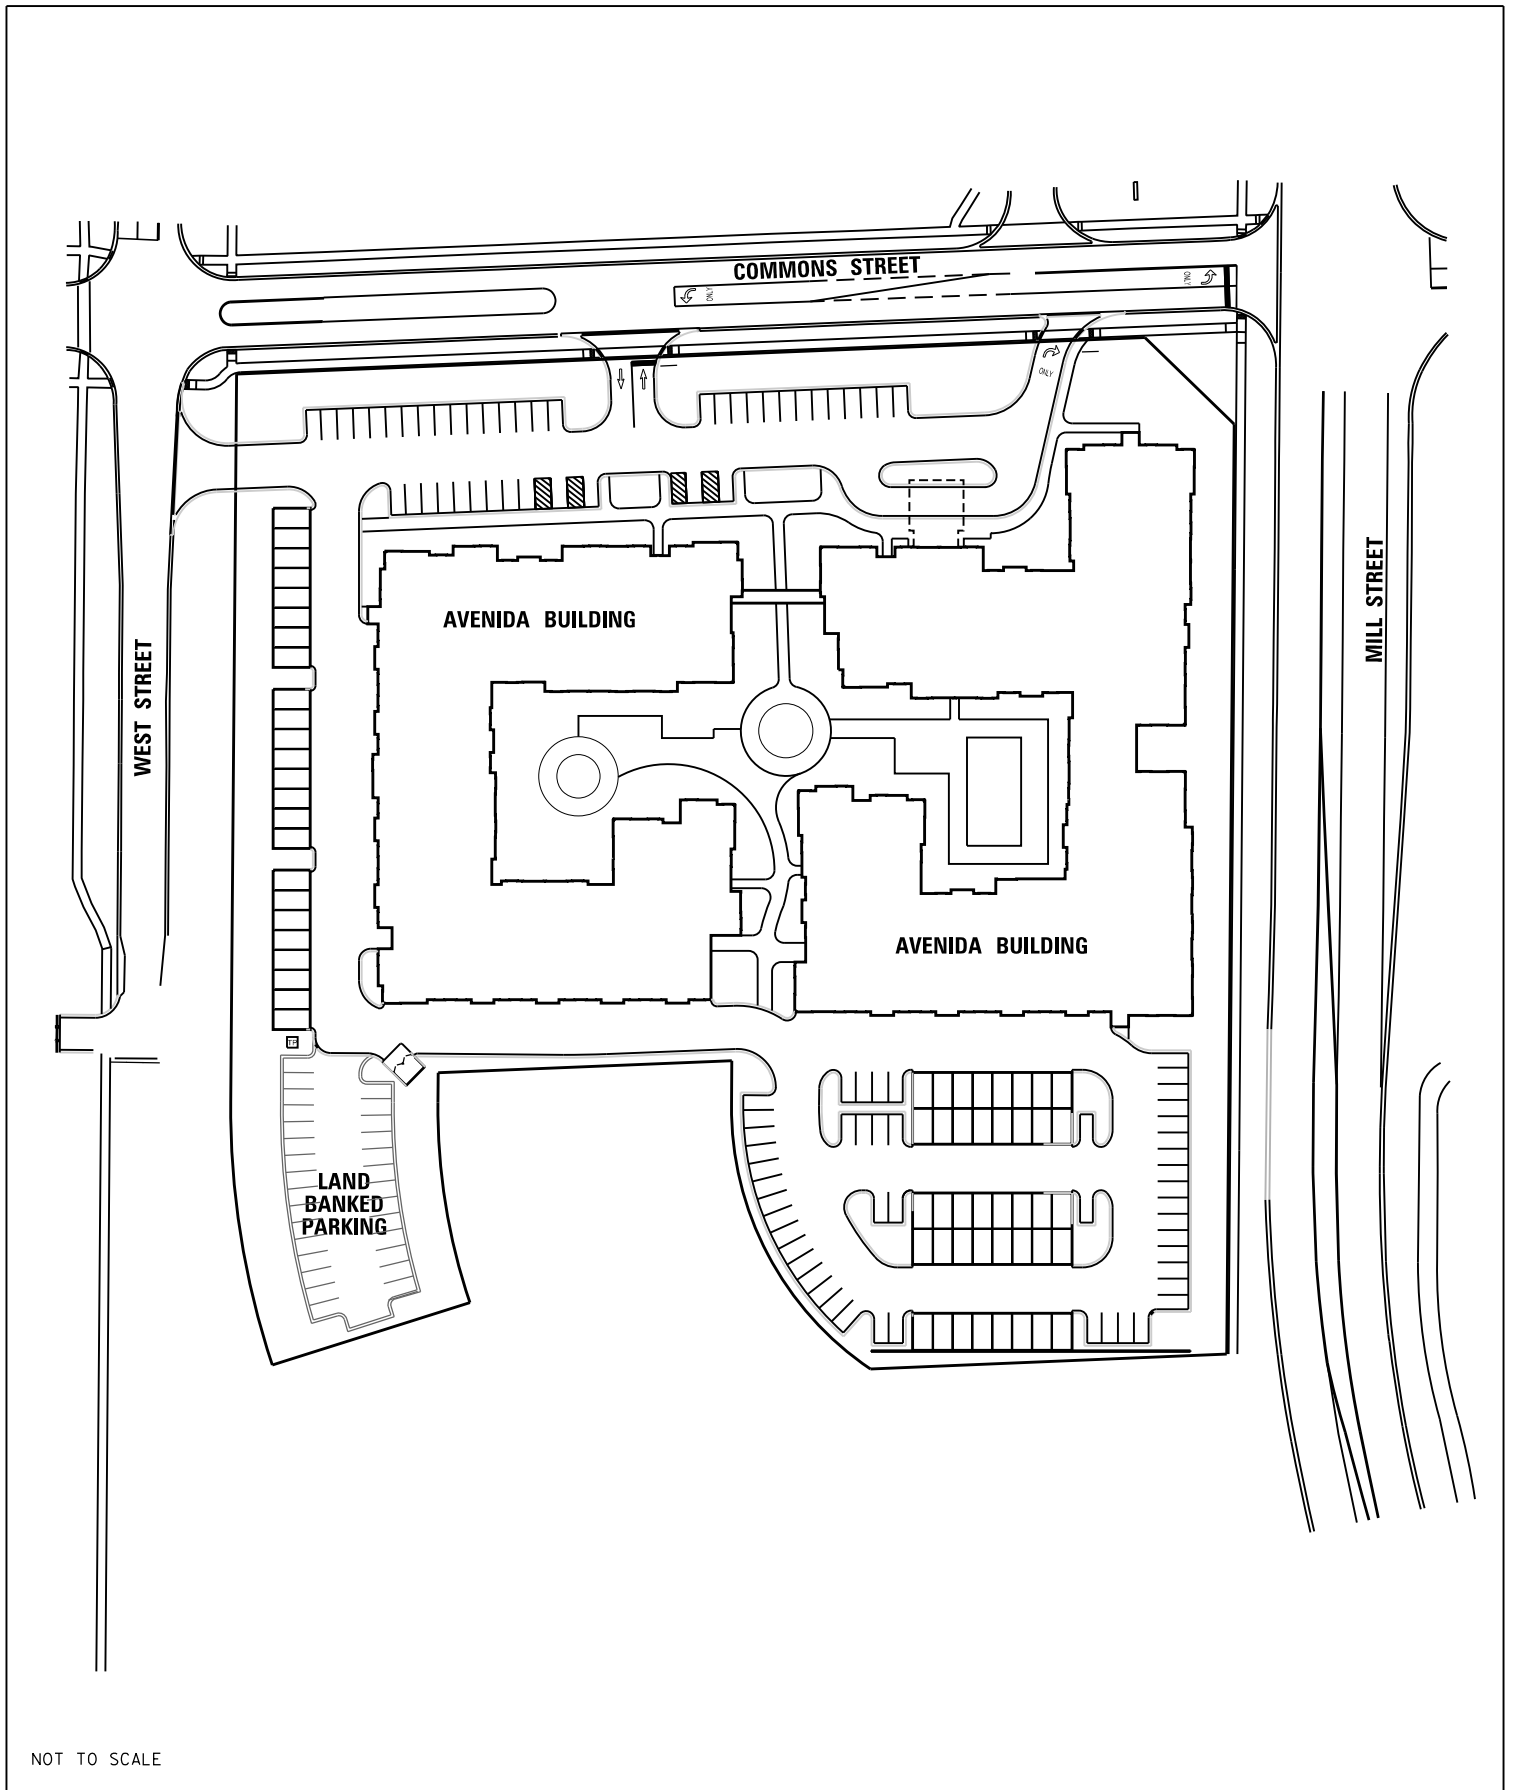 COMMONS STREET
ONLY
ONLY
ONLY
AVENIDA BUILDING
MILL STREET
WEST STREET
AVENIDA BUILDING
TP
LAND
BANKED
PARKING
NOT TO SCALE